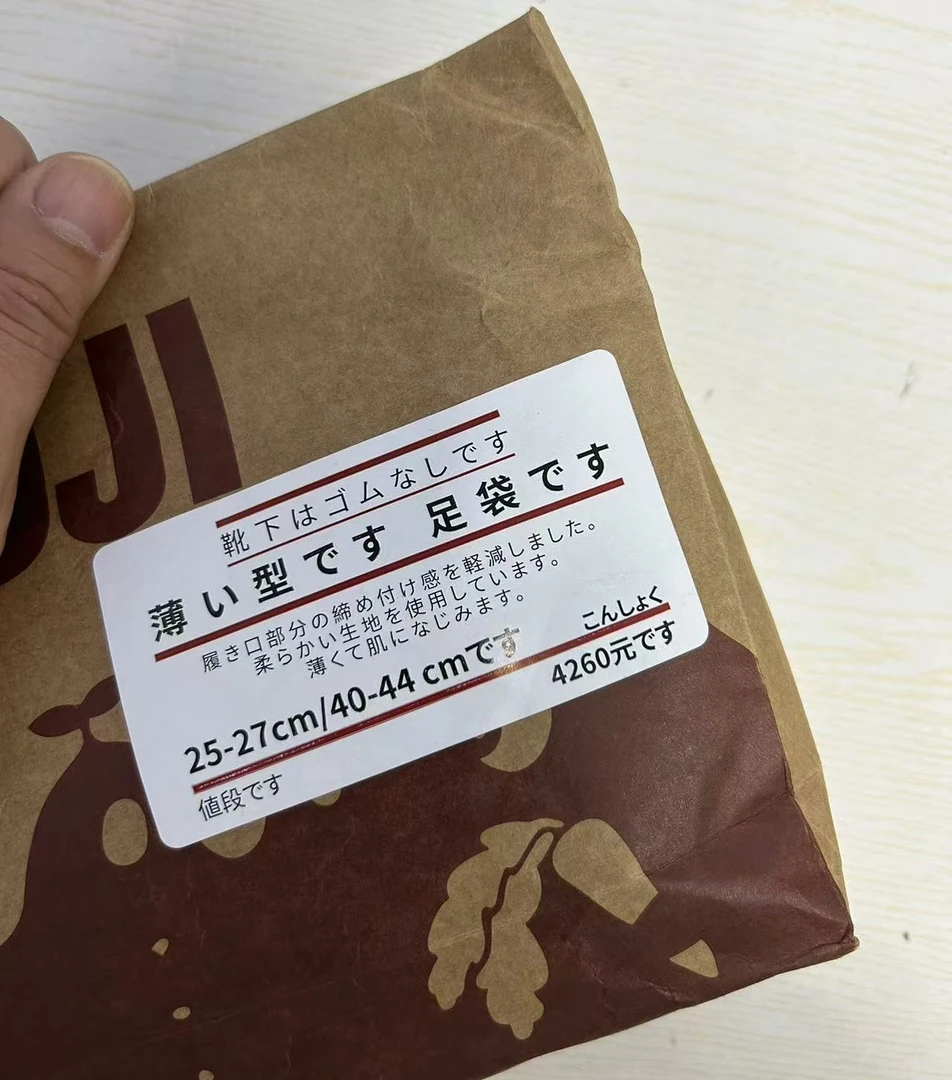 UJI
靴下はゴムなしです
薄い型です 足袋です
履き口部分の締め付け感を軽減しました。
柔らかい生地を使用しています。
薄くて肌になじみます。
こんしょく
25-27cm/40-44 cmです
4260元です
値段です